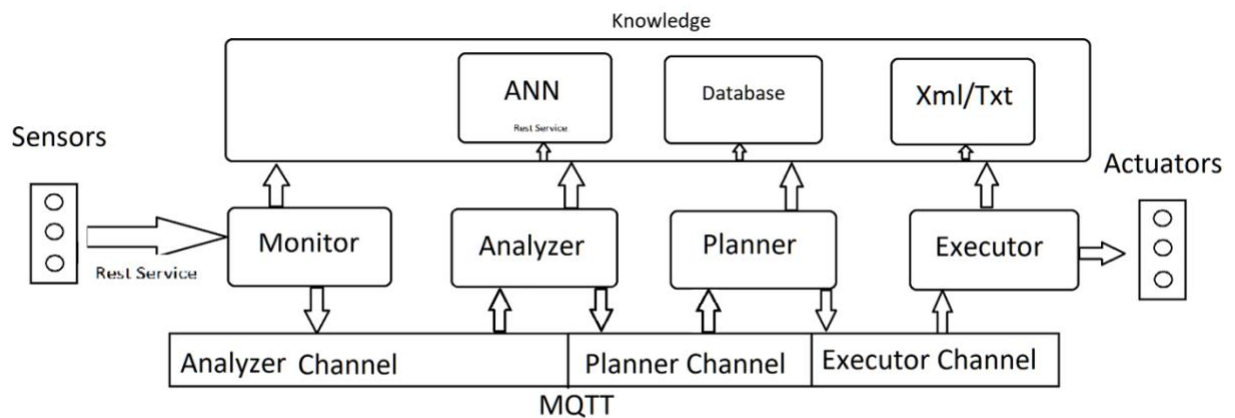 Knowledge
ANN
Rest Service
Database
Xml/Txt
Sensors
Actuators
Monitor
Analyzer
Planner
Executor
Rest Service
Analyzer Channel
Planner Channel
Executor Channel
MQTT